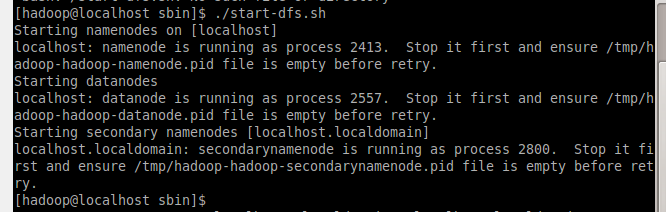 [hadoop@localhost sbin]$ ./start-dfs.sh
Starting namenodes on [localhost]
localhost: namenode is running as process 2413.  Stop it first and ensure /tmp/h
adoop-hadoop-namenode.pid file is empty before retry.
Starting datanodes
localhost: datanode is running as process 2557.  Stop it first and ensure /tmp/h
adoop-hadoop-datanode.pid file is empty before retry.
Starting secondary namenodes [localhost.localdomain]
localhost.localdomain: secondarynamenode is running as process 2800.  Stop it fi
rst and ensure /tmp/hadoop-hadoop-secondarynamenode.pid file is empty before ret
ry.
[hadoop@localhost sbin]$